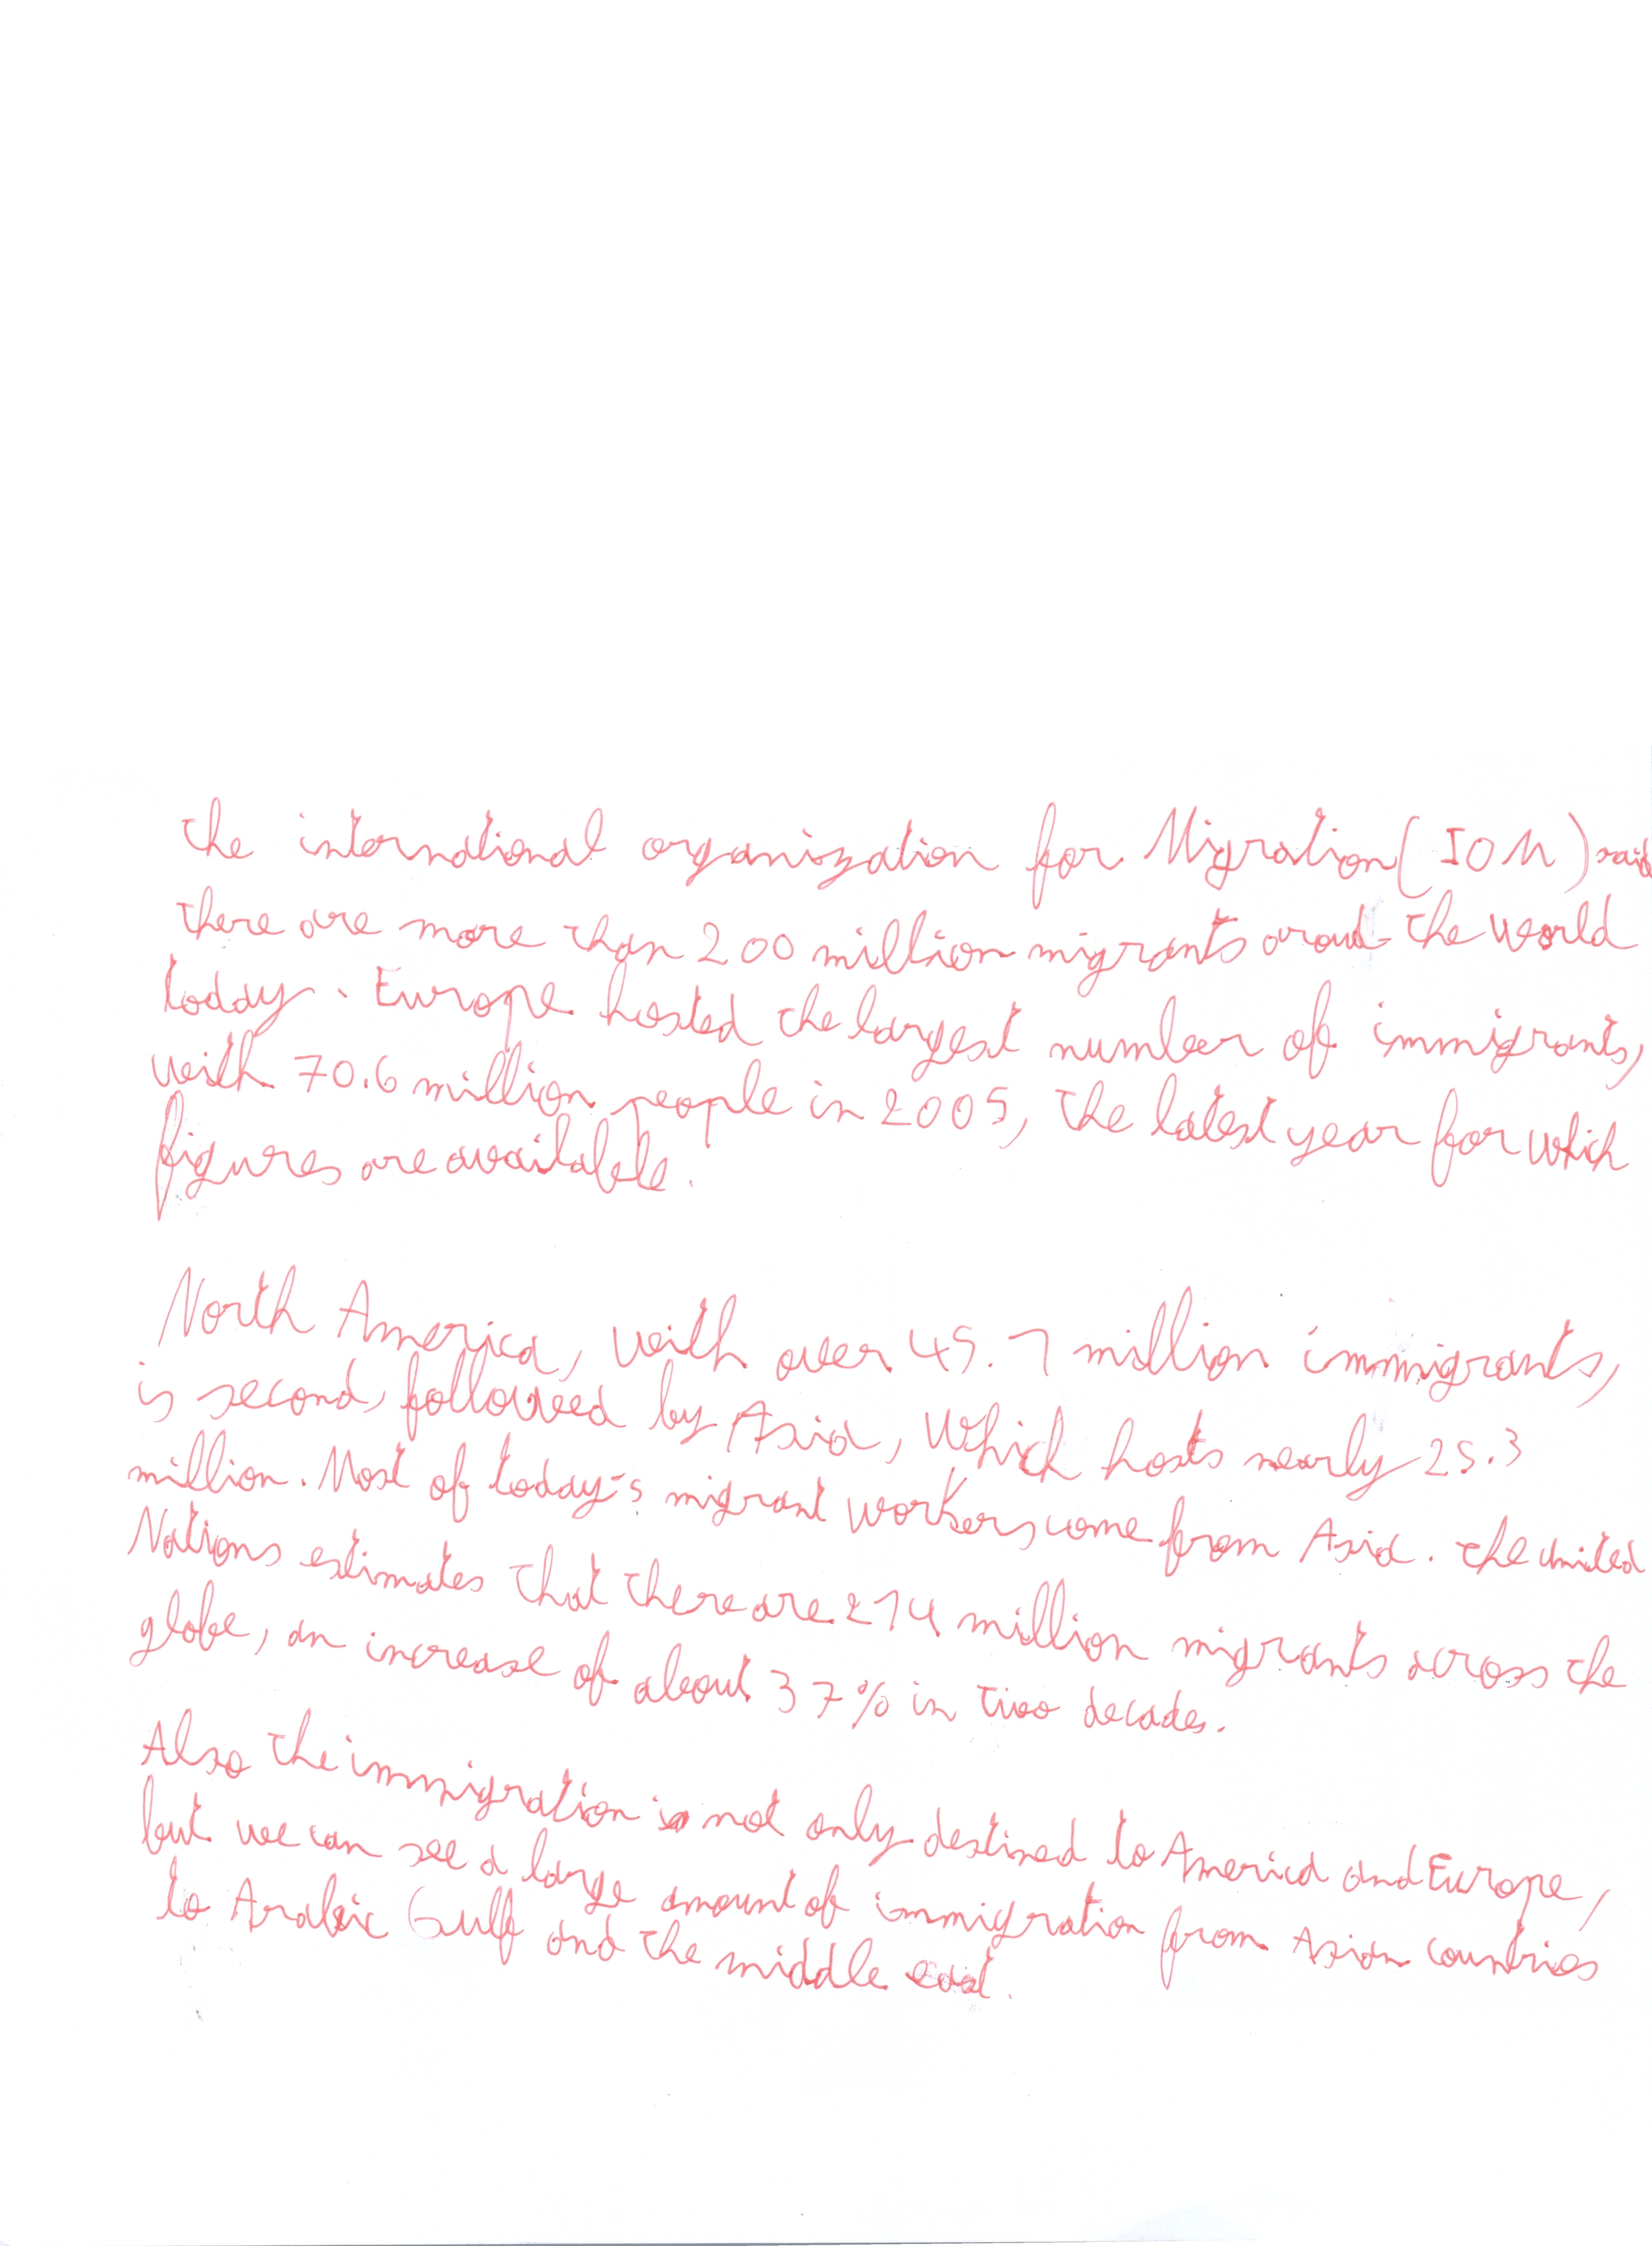 the international organization for Migration (IOM) said
there are more than 200 million migrants aroud the world
today. Europe hosted the largest number of immigrants,
with 70.6 million people in 2005, the latest year for which
figures are available.
North America, with over 45.1 million immigrants,
is second, followed by Asia, which hosts nearly 25.3
million. Most of today's migrant workers come from Asia. the united
Nations estimates that there are 214 million migrants across the
globe, an increase of about 37% in two decades.
Also the immigration is not only destined to America and Europe,
but we can see a large amount of immigration from Asian countries
to Arabic Gulf and the middle east.